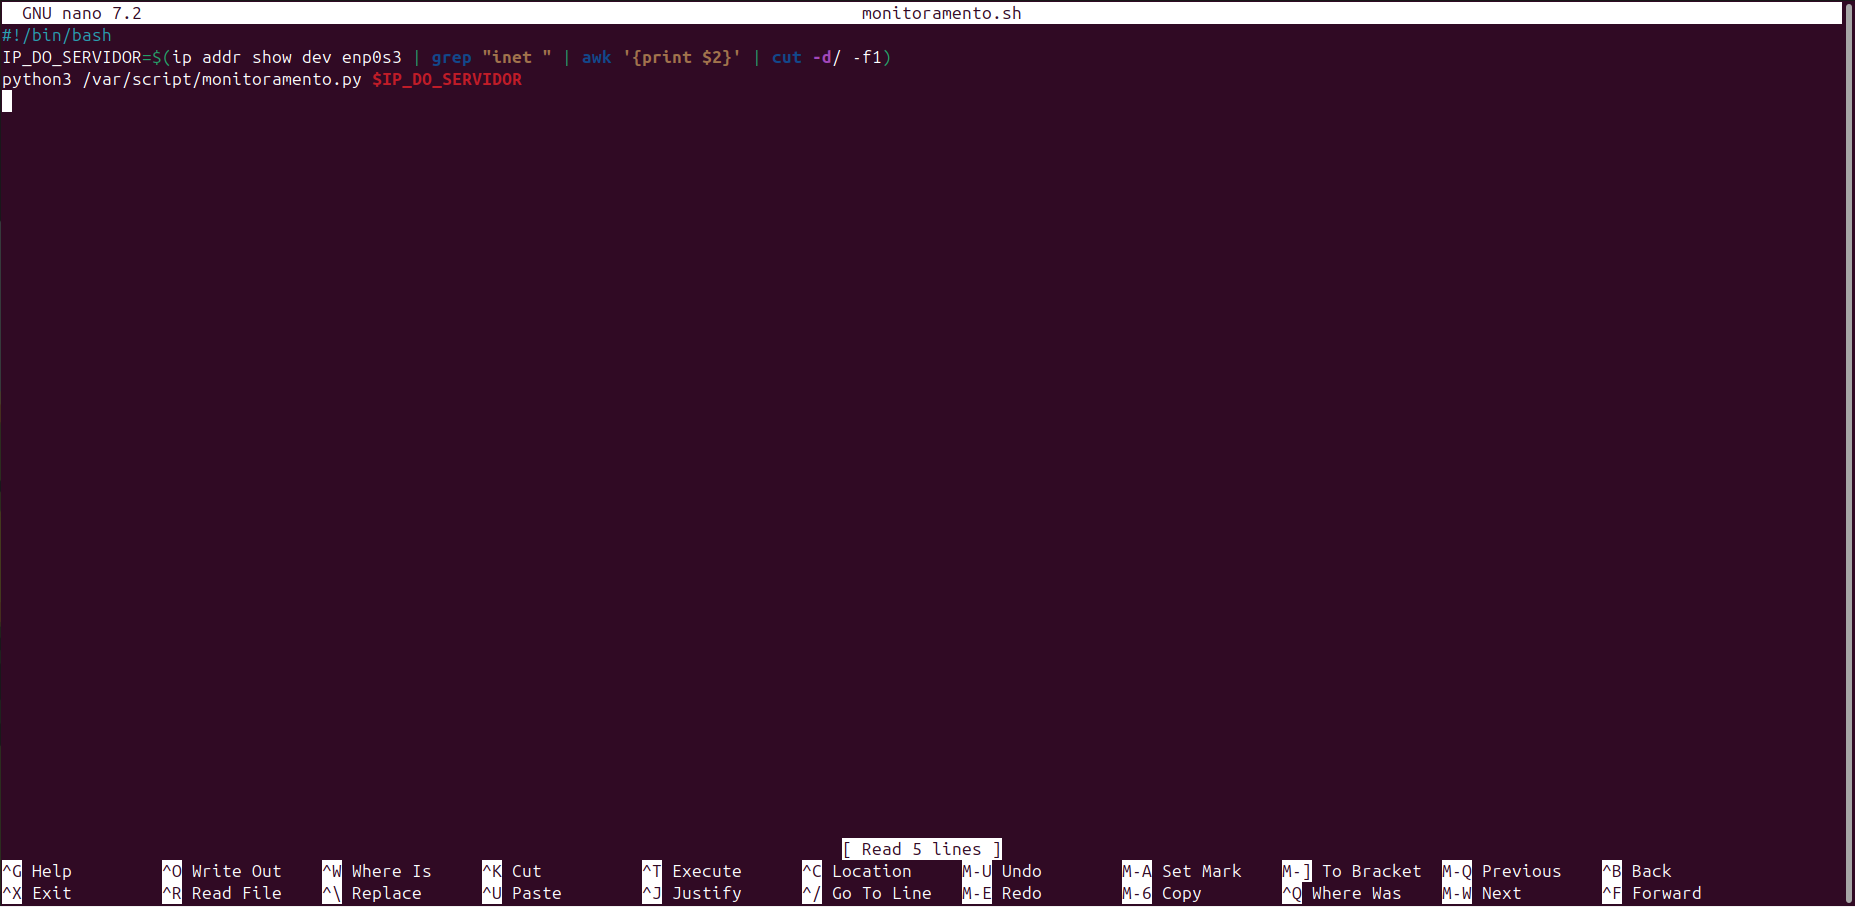 GNU nano 7.2 monitoramento.sh
#!/bin/bash
IP_DO_SERVIDOR=$(ip addr show dev enp0s3 | grep "inet " | awk '{print $2}' | cut -d/ -f1)
python3 /var/script/monitoramento.py $IP_DO_SERVIDOR
[ Read 5 lines ]
^G Help ^O Write Out ^W Where Is ^K Cut ^T Execute ^C Location M-U Undo M-A Set Mark M-] To Bracket M-Q Previous ^B Back
^X Exit ^R Read File ^\ Replace ^U Paste ^J Justify ^/ Go To Line M-E Redo M-6 Copy ^Q Where Was M-W Next ^F Forward